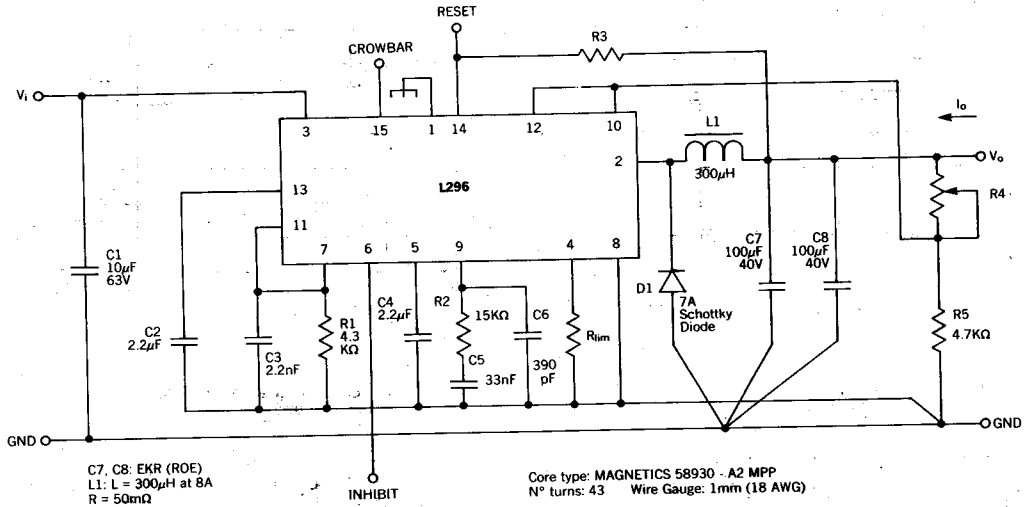 RESET
R3
CROWBAR
Vi
Io
3
15
1
14
12
10
L1
2
300μH
Vo
L296
13
R4
11
C7
100μF
40V
C8
100μF
40V
7
6
5
9
4
8
C1
10μF
63V
D1
7A
Schottky
Diode
C4
2.2μF
R2
15KΩ
C6
R1
4.3
KΩ
Rlim
R5
4.7KΩ
C2
2.2μF
C3
2.2nF
C5
33nF
390
pF
GND
GND
C7, C8: EKR (ROE)
L1: L = 300μH at 8A
R = 50mΩ
INHIBIT
Core type: MAGNETICS 58930 - A2 MPP
N° turns: 43 Wire Gauge: 1mm (18 AWG)